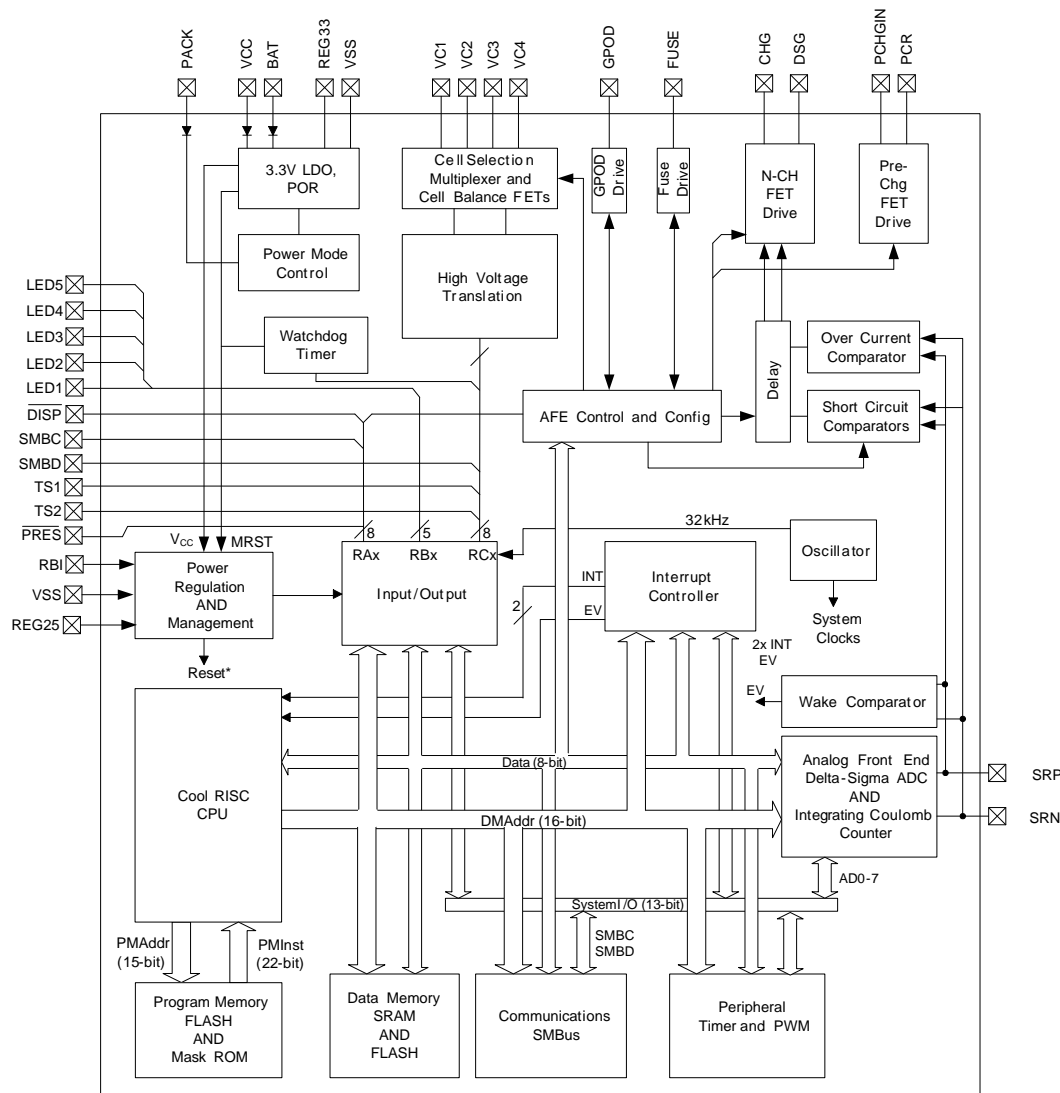 PACK
VCC
BAT
REG33
VSS
VC1
VC2
VC3
VC4
GPOD
FUSE
CHG
DSG
PCHGIN
PCR
3.3V LDO,
POR
Cell Selection
Multiplexer and
Cell Balance FETs
GPOD
Drive
Fuse
Drive
N-CH
FET
Drive
Pre-
Chg
FET
Drive
Power Mode
Control
High Voltage
Translation
LED5
LED4
LED3
LED2
LED1
DISP
SMBC
SMBD
TS1
TS2
PRES
RBI
VSS
REG25
Watchdog
Timer
Over Current
Comparator
Delay
AFE Control and Config
Short Circuit
Comparators
VCC
MRST
8
5
8
RAx
RBx
RCx
Input/Output
32kHz
Oscillator
System
Clocks
Power
Regulation
AND
Management
Reset*
INT
2
EV
Interrupt
Controller
2x INT
EV
EV
Wake Comparator
Data (8-bit)
Analog Front End
Delta-Sigma ADC
AND
Integrating Coulomb
Counter
SRP
SRN
Cool RISC
CPU
DMAddr (16-bit)
AD0-7
SystemI/O (13-bit)
PMAddr
(15-bit)
PMInst
(22-bit)
SMBC
SMBD
Program Memory
FLASH
AND
Mask ROM
Data Memory
SRAM
AND
FLASH
Communications
SMBus
Peripheral
Timer and PWM